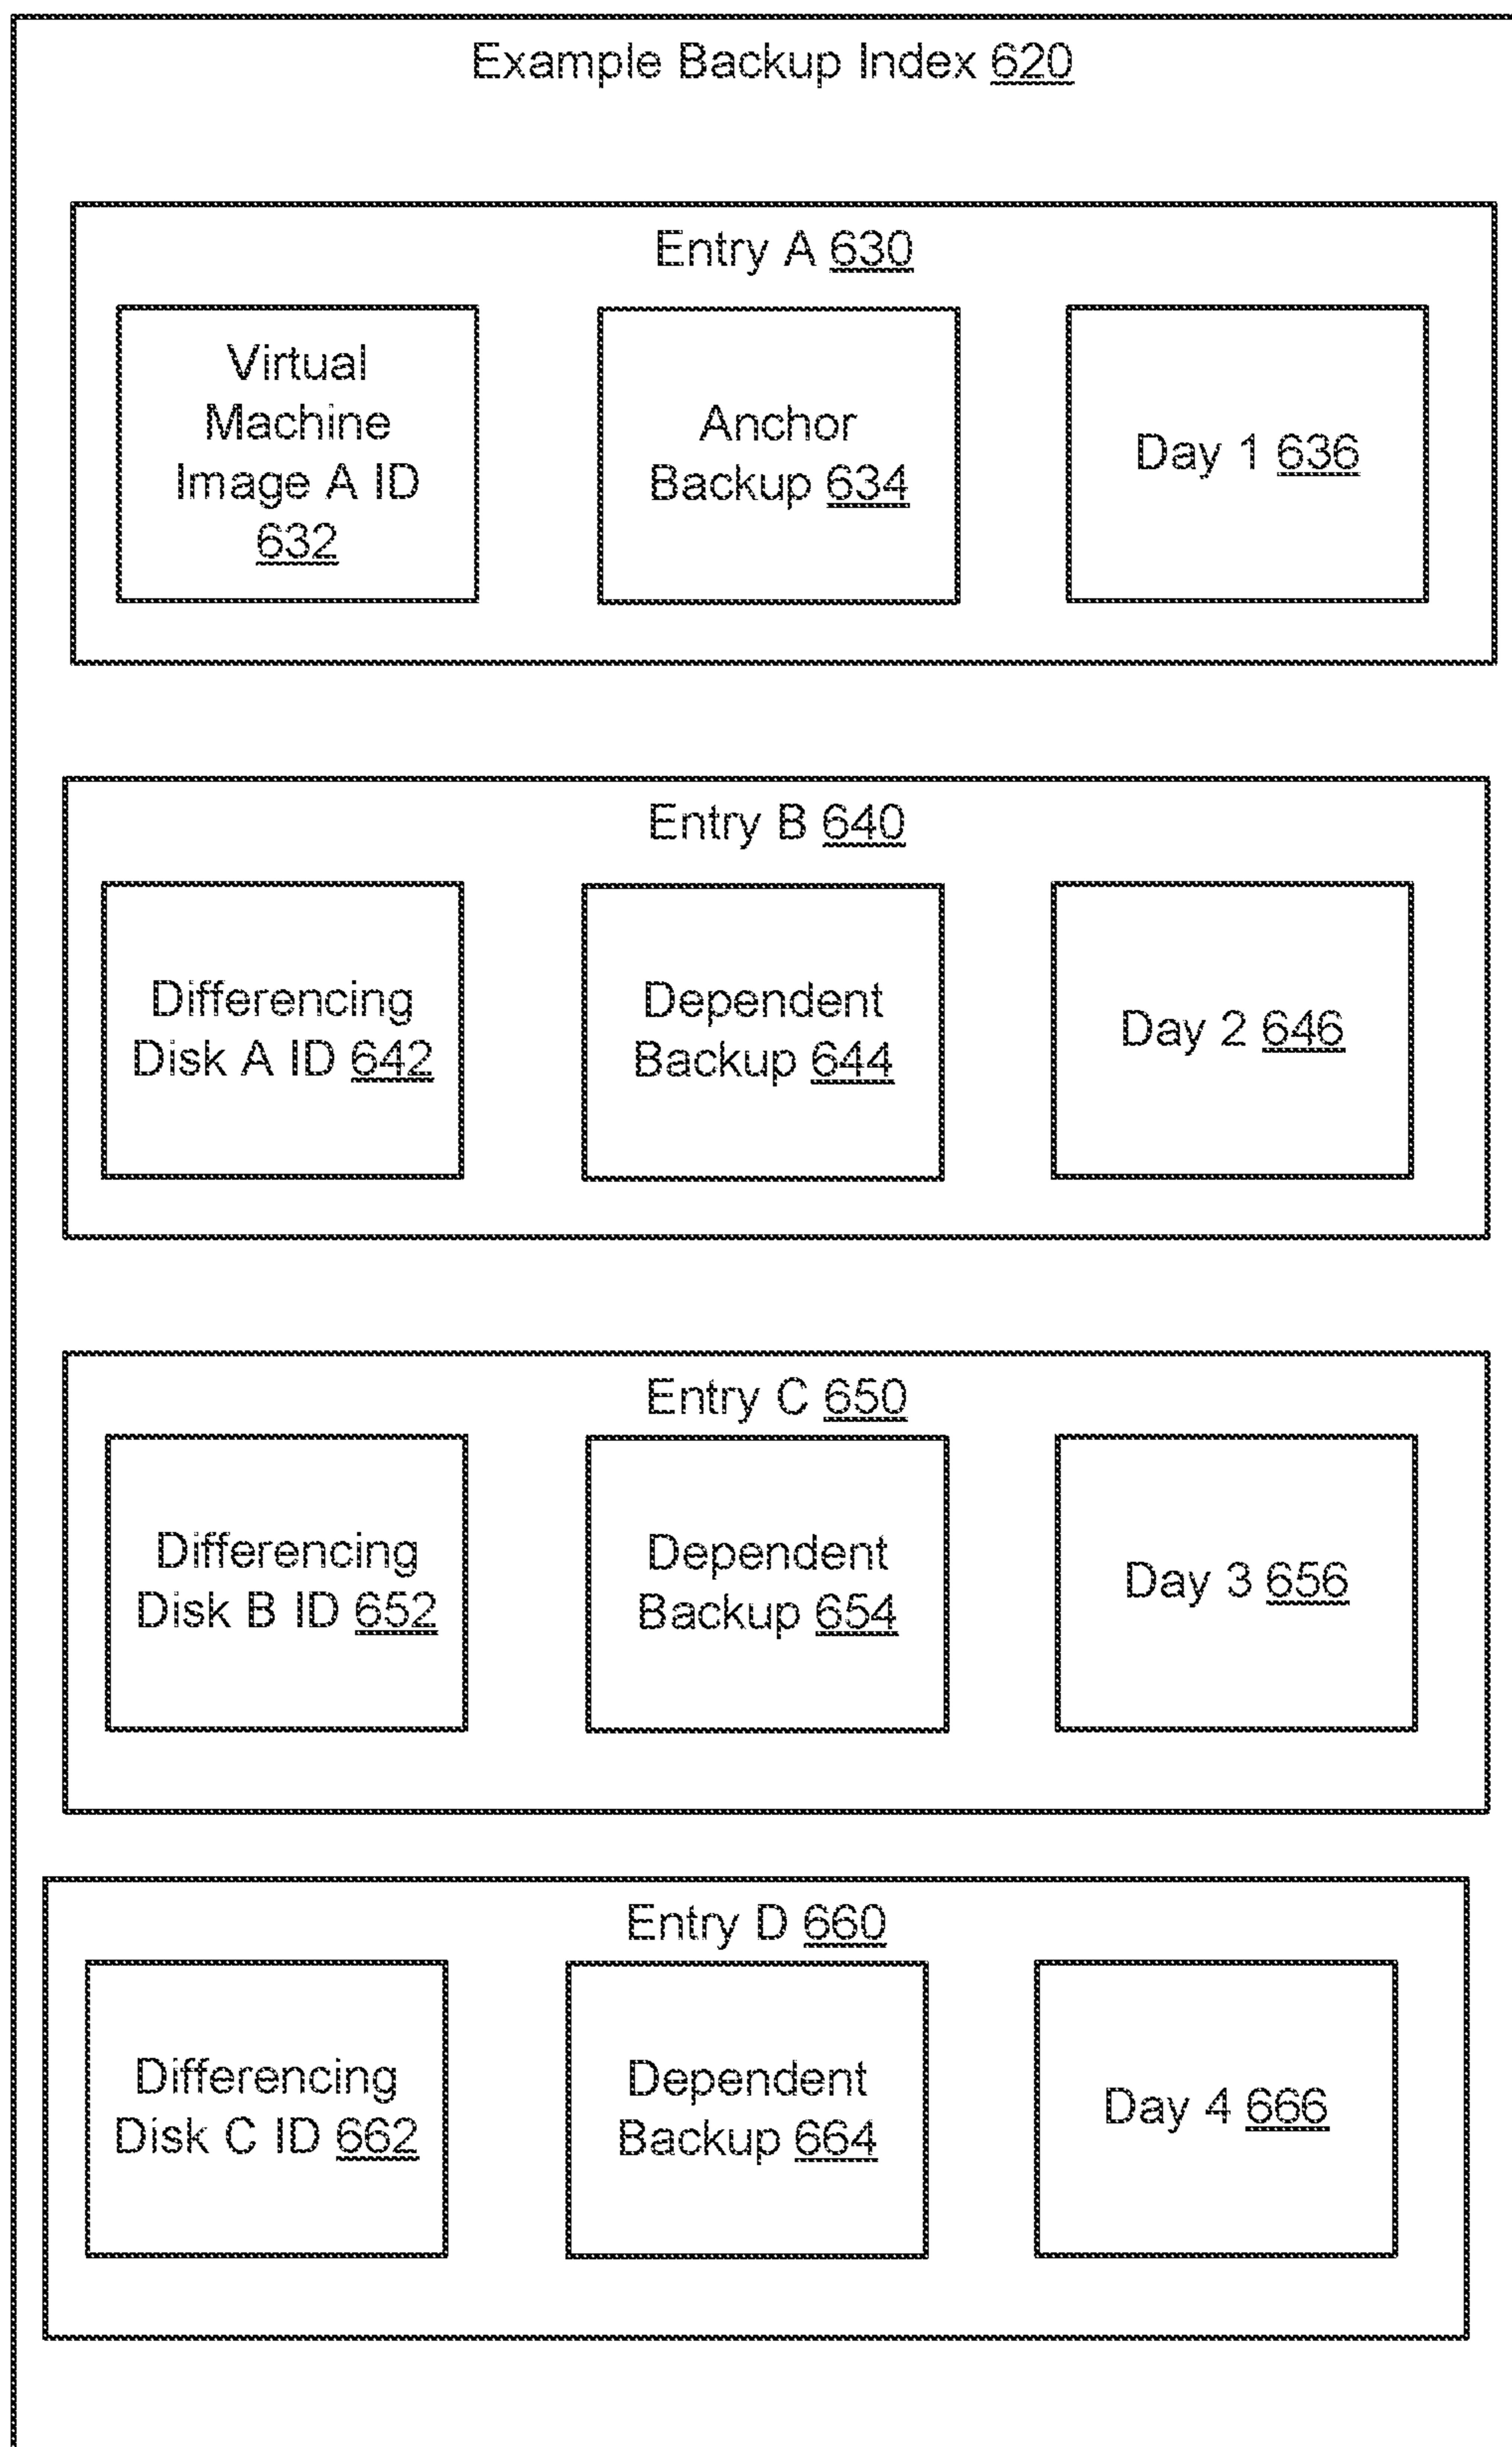 Example Backup Index 620
Entry A 630
Virtual
Machine
Image A ID
632
Anchor
Backup 634
Day 1 636
Entry B 640
Differencing
Disk A ID 642
Dependent
Backup 644
Day 2 646
Entry C 650
Differencing
Disk B ID 652
Dependent
Backup 654
Day 3 656
Entry D 660
Differencing
Disk C ID 662
Dependent
Backup 664
Day 4 666